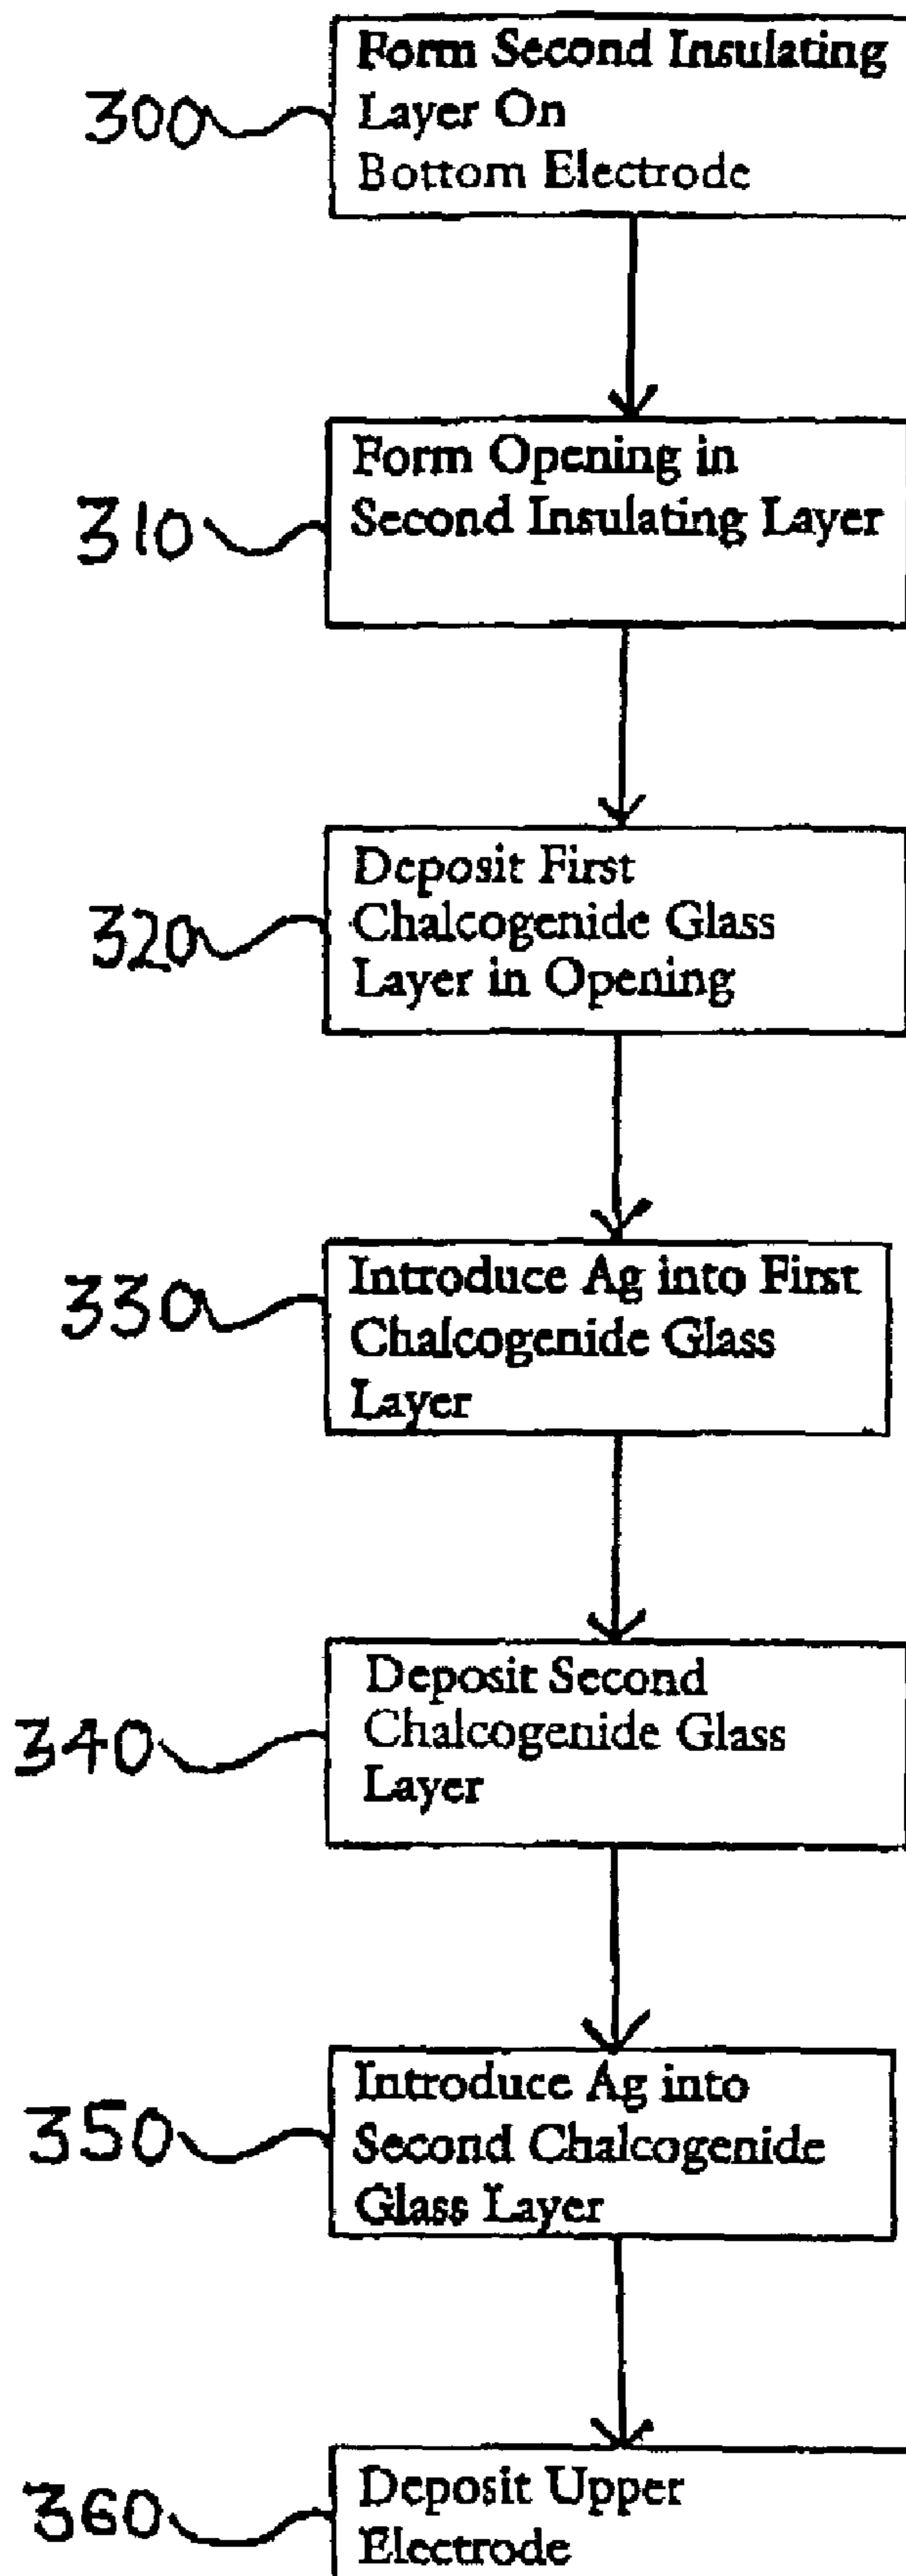 300
Form Second Insulating
Layer On
Bottom Electrode
310
Form Opening in
Second Insulating Layer
320
Deposit First
Chalcogenide Glass
Layer in Opening
330
Introduce Ag into First
Chalcogenide Glass
Layer
340
Deposit Second
Chalcogenide Glass
Layer
350
Introduce Ag into
Second Chalcogenide
Glass Layer
360
Deposit Upper
Electrode